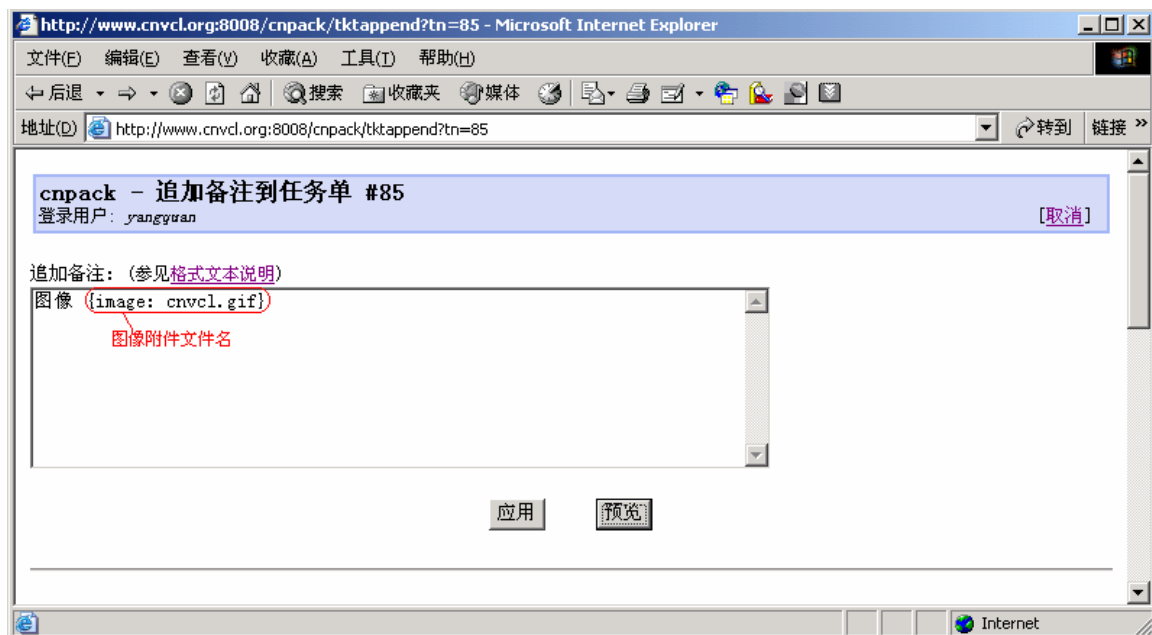 http://www.cnvcl.org:8008/cnpack/tktappend?tn=85 - Microsoft Internet Explorer
文件(F) 编辑(E) 查看(V) 收藏(A) 工具(T) 帮助(H)
后退 搜索 收藏夹 媒体
地址(D) http://www.cnvcl.org:8008/cnpack/tktappend?tn=85 转到 链接 »
cnpack - 追加备注到任务单 #85
登录用户: yangyuan [取消]
追加备注: (参见格式文本说明)
图像 {image: cnvcl.gif}
图像附件文件名
应用 预览
Internet